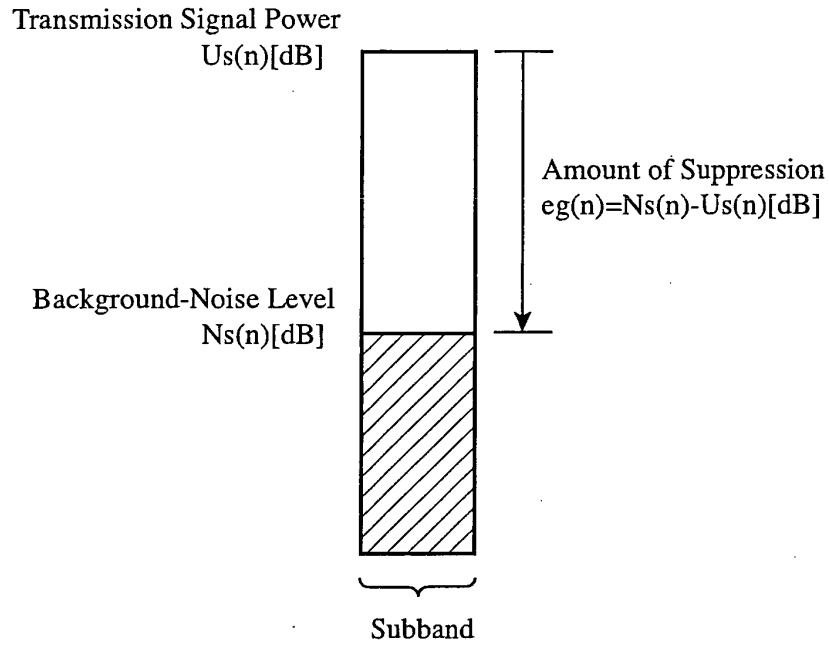 Transmission Signal Power
Us(n)[dB]
Amount of Suppression
eg(n)=Ns(n)-Us(n)[dB]
Background-Noise Level
Ns(n)[dB]
Subband